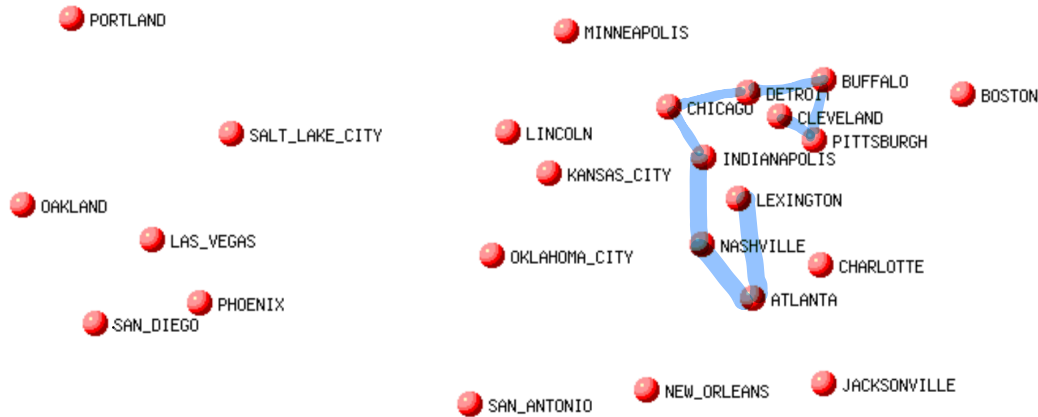 PORTLAND
MINNEAPOLIS
BUFFALO
DETROIT
BOSTON
CHICAGO
CLEVELAND
SALT_LAKE_CITY
LINCOLN
PITTSBURGH
INDIANAPOLIS
KANSAS_CITY
LEXINGTON
OAKLAND
LAS_VEGAS
NASHVILLE
OKLAHOMA_CITY
CHARLOTTE
PHOENIX
ATLANTA
SAN_DIEGO
JACKSONVILLE
NEW_ORLEANS
SAN_ANTONIO